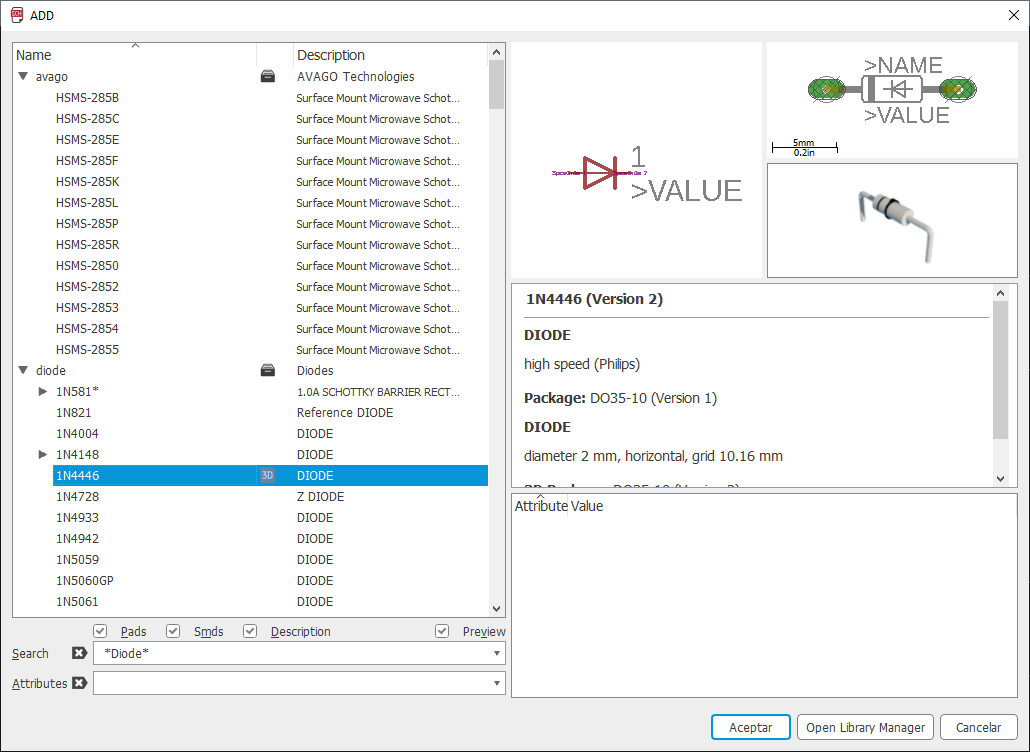 ADD
Name Description
avago AVAGO Technologies
HSMS-285B Surface Mount Microwave Schot...
HSMS-285C Surface Mount Microwave Schot...
HSMS-285E Surface Mount Microwave Schot...
HSMS-285F Surface Mount Microwave Schot...
HSMS-285K Surface Mount Microwave Schot...
HSMS-285L Surface Mount Microwave Schot...
HSMS-285P Surface Mount Microwave Schot...
HSMS-285R Surface Mount Microwave Schot...
HSMS-2850 Surface Mount Microwave Schot...
HSMS-2852 Surface Mount Microwave Schot...
HSMS-2853 Surface Mount Microwave Schot...
HSMS-2854 Surface Mount Microwave Schot...
HSMS-2855 Surface Mount Microwave Schot...
diode Diodes
1N581* 1.0A SCHOTTKY BARRIER RECT...
1N821 Reference DIODE
1N4004 DIODE
1N4148 DIODE
1N4446 3D DIODE
1N4728 Z DIODE
1N4933 DIODE
1N4942 DIODE
1N5059 DIODE
1N5060GP DIODE
1N5061 DIODE
Pads Smds Description Preview
Search *Diode*
Attributes
1
>VALUE
>NAME
>VALUE
5mm
0.2in
1N4446 (Version 2)
DIODE
high speed (Philips)
Package: DO35-10 (Version 1)
DIODE
diameter 2 mm, horizontal, grid 10.16 mm
Attribute Value
Aceptar Open Library Manager Cancelar